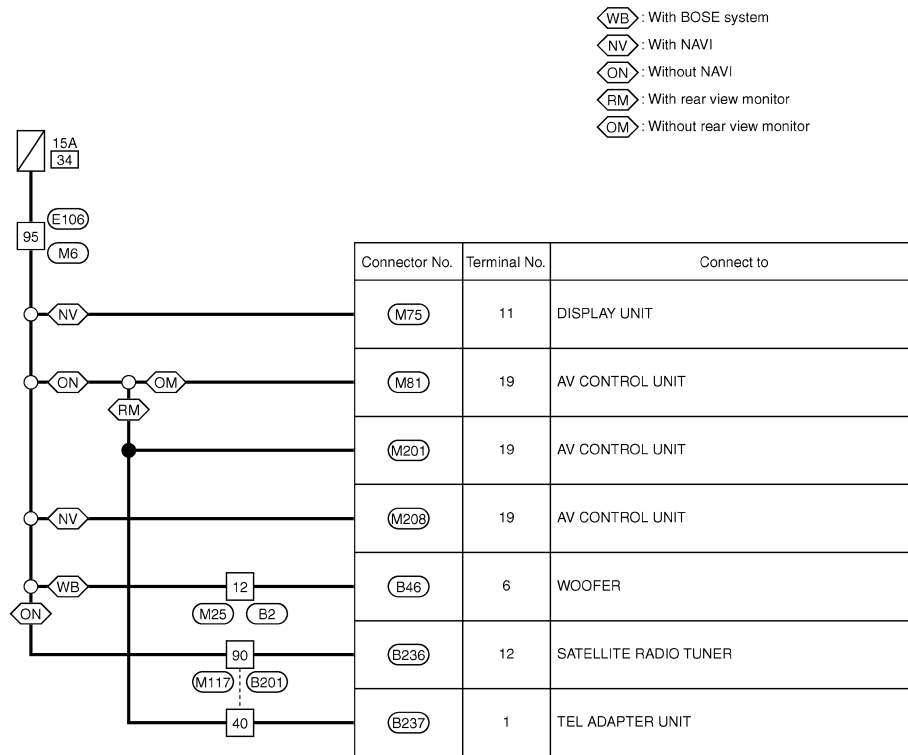 WB : With BOSE system
NV : With NAVI
ON : Without NAVI
RM : With rear view monitor
OM : Without rear view monitor
15A
34
95
E106
M6
Connector No. Terminal No. Connect to
NV M75 11 DISPLAY UNIT
ON OM M81 19 AV CONTROL UNIT
RM
M201 19 AV CONTROL UNIT
NV M208 19 AV CONTROL UNIT
WB 12 B46 6 WOOFER
ON M25 B2
90 B236 12 SATELLITE RADIO TUNER
M117 B201
40 B237 1 TEL ADAPTER UNIT